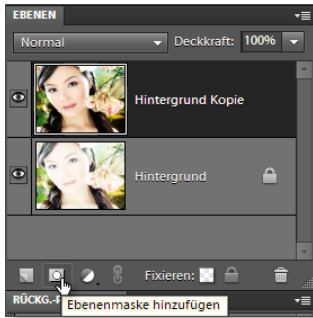 EBENEN
Normal Deckkraft: 100%
Hintergrund Kopie
Hintergrund
Fixieren:
RÜCKG.-
Ebenenmaske hinzufügen